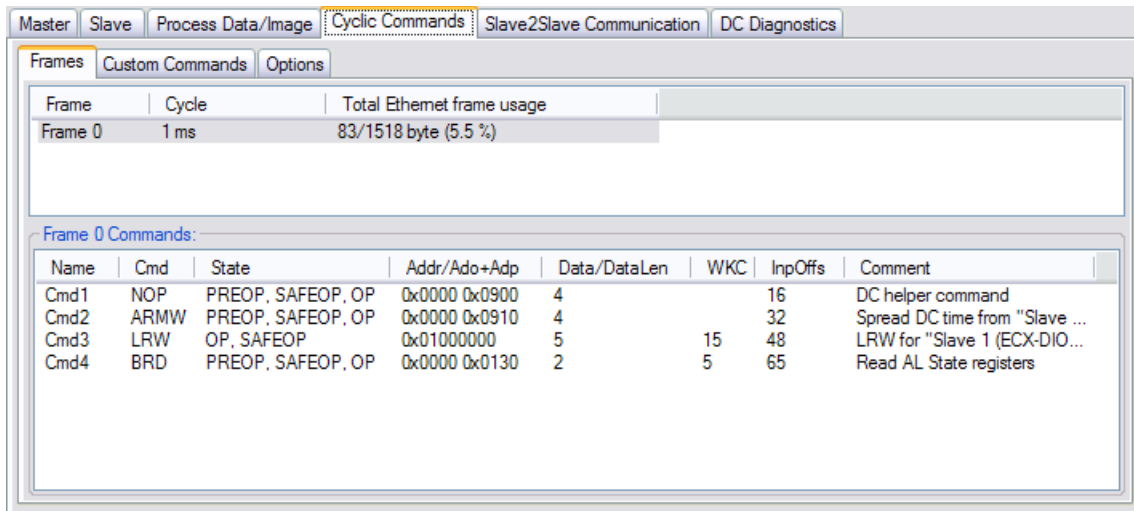 Master Slave Process Data/Image Cyclic Commands Slave2Slave Communication DC Diagnostics
Frames Custom Commands Options
Frame Cycle Total Ethernet frame usage
Frame 0 1 ms 83/1518 byte (5.5 %)
Frame 0 Commands:
Name Cmd State Addr/Ado+Adp Data/DataLen WKC InpOffs Comment
Cmd1 NOP PREOP, SAFEOP, OP 0x0000 0x0900 4 16 DC helper command
Cmd2 ARMW PREOP, SAFEOP, OP 0x0000 0x0910 4 32 Spread DC time from "Slave ...
Cmd3 LRW OP, SAFEOP 0x01000000 5 15 48 LRW for "Slave 1 (ECX-DIO...
Cmd4 BRD PREOP, SAFEOP, OP 0x0000 0x0130 2 5 65 Read AL State registers